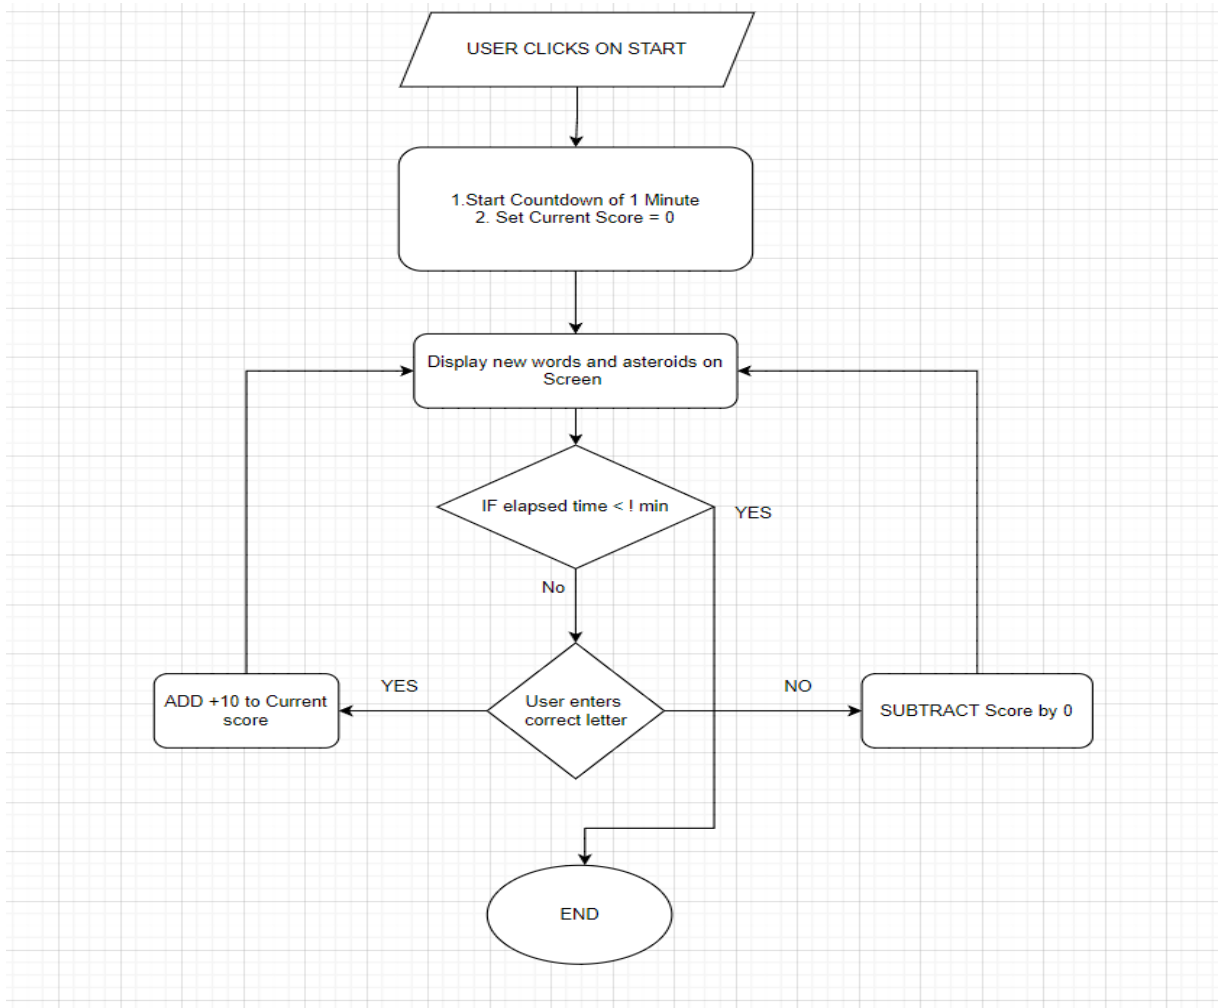 USER CLICKS ON START
1.Start Countdown of 1 Minute
2. Set Current Score = 0
Display new words and asteroids on
Screen
IF elapsed time < ! min
YES
No
User enters
correct letter
YES
ADD +10 to Current
score
NO
SUBTRACT Score by 0
END